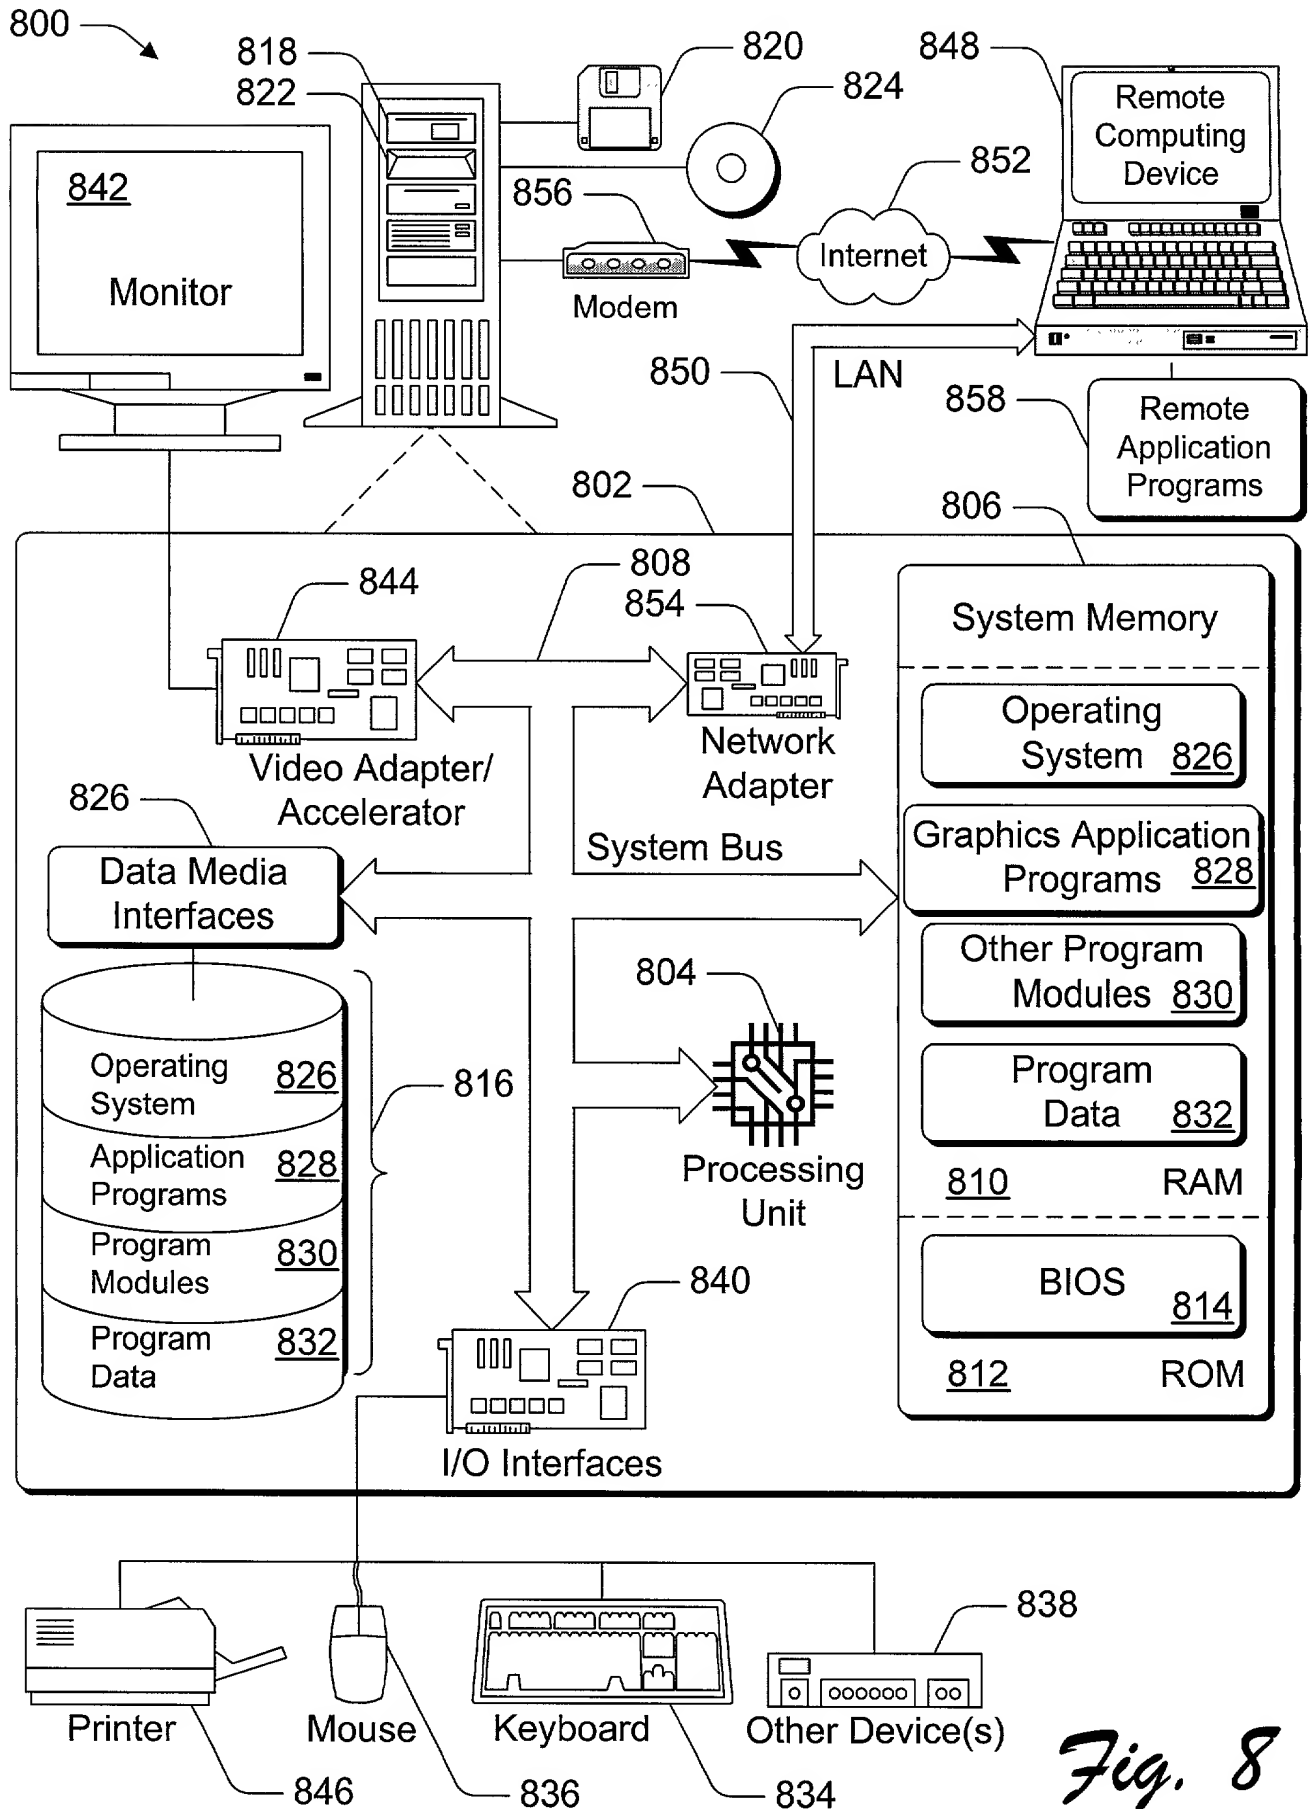 800
818
822
820
824
848
Remote
Computing
Device
852
842
Monitor
856
Modem
Internet
850
LAN
858
Remote
Application
Programs
802
806
844
808
854
System Memory
Operating
System 826
Video Adapter/
Accelerator
Network
Adapter
826
Data Media
Interfaces
System Bus
Graphics Application
Programs 828
Other Program
Modules 830
804
Program
Data 832
Processing
Unit
810 RAM
Operating
System 826
816
Application
Programs 828
Program
Modules 830
Program
Data 832
840
BIOS
814
812 ROM
I/O Interfaces
838
Printer
Mouse
Keyboard
Other Device(s)
846
836
834
Fig. 8